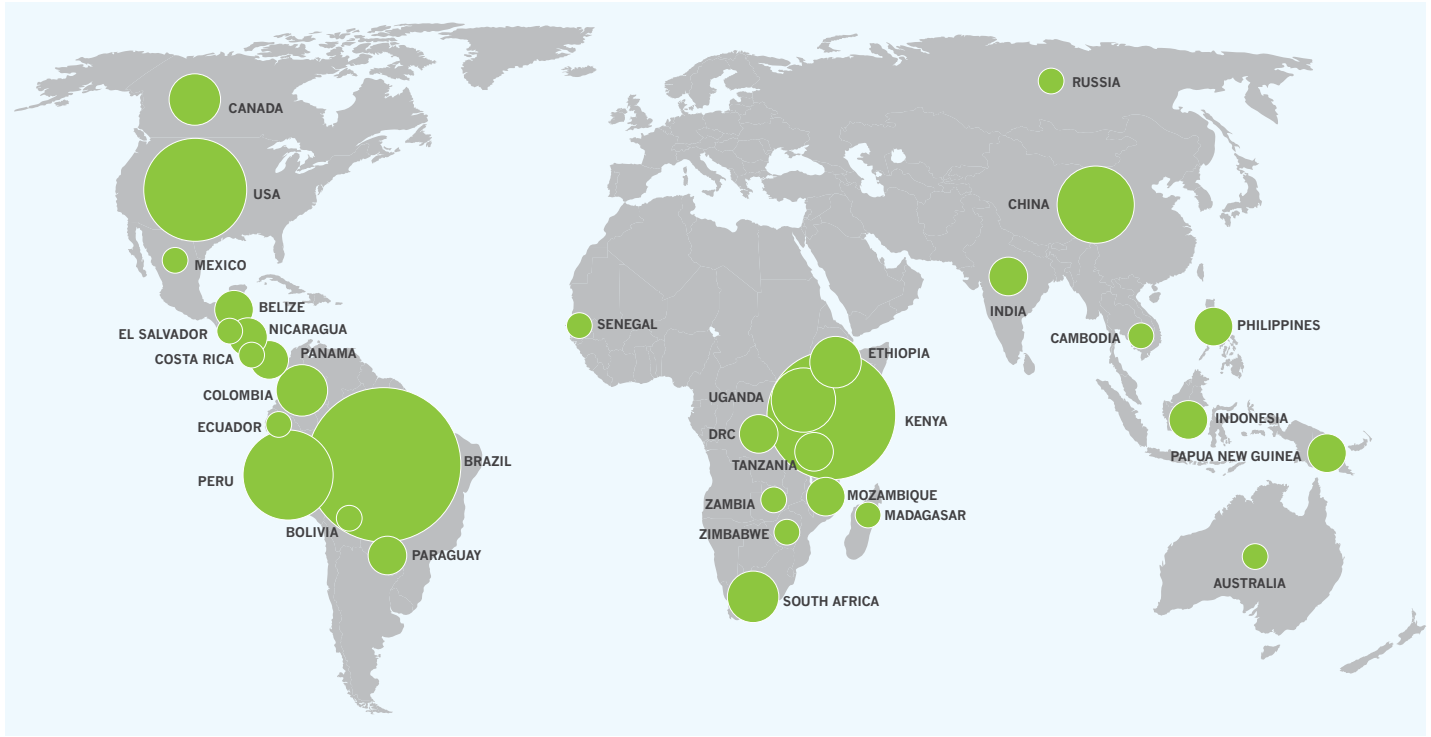 RUSSIA
CANADA
USA
CHINA
MEXICO
BELIZE
INDIA
EL SALVADOR
NICARAGUA
SENEGAL
PHILIPPINES
CAMBODIA
COSTA RICA
PANAMA
ETHIOPIA
COLOMBIA
UGANDA
INDONESIA
ECUADOR
KENYA
DRC
PAPUA NEW GUINEA
BRAZIL
TANZANIA
PERU
MOZAMBIQUE
ZAMBIA
MADAGASAR
BOLIVIA
ZIMBABWE
PARAGUAY
AUSTRALIA
SOUTH AFRICA